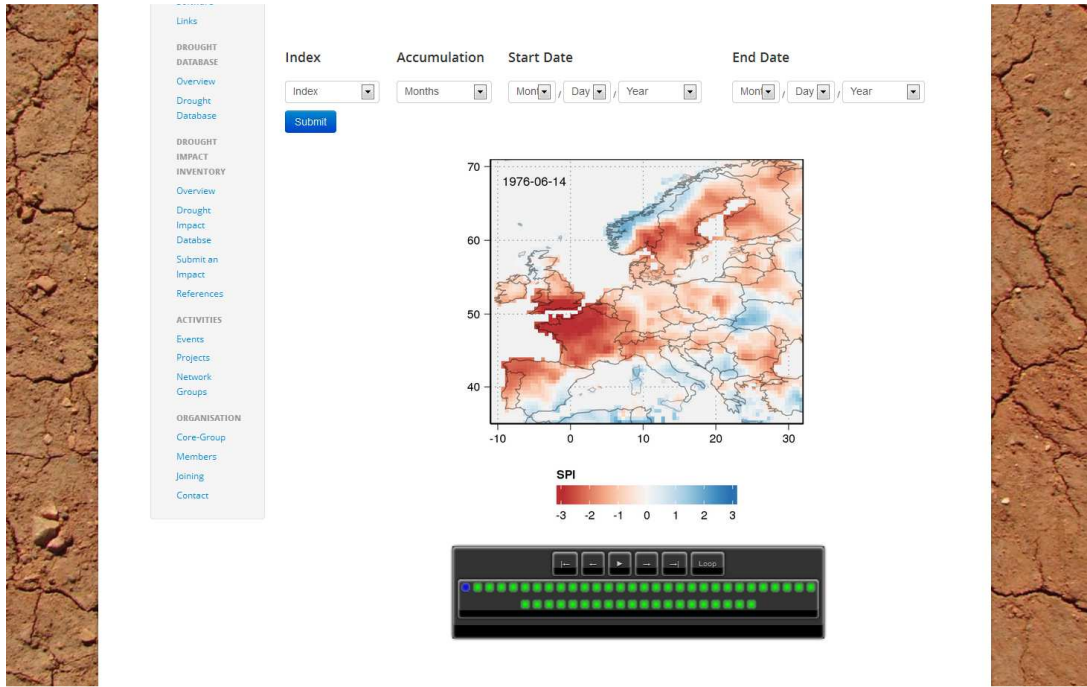 Links
DROUGHT
DATABASE
Overview
Drought
Database
DROUGHT
IMPACT
INVENTORY
Overview
Drought
Impact
Databse
Submit an
Impact
References
ACTIVITIES
Events
Projects
Network
Groups
ORGANISATION
Core-Group
Members
Joining
Contact
Index Accumulation Start Date End Date
Index Months Mont / Day / Year Mont / Day / Year
Submit
1976-06-14
70
60
50
40
-10 0 10 20 30
SPI
-3 -2 -1 0 1 2 3
Loop